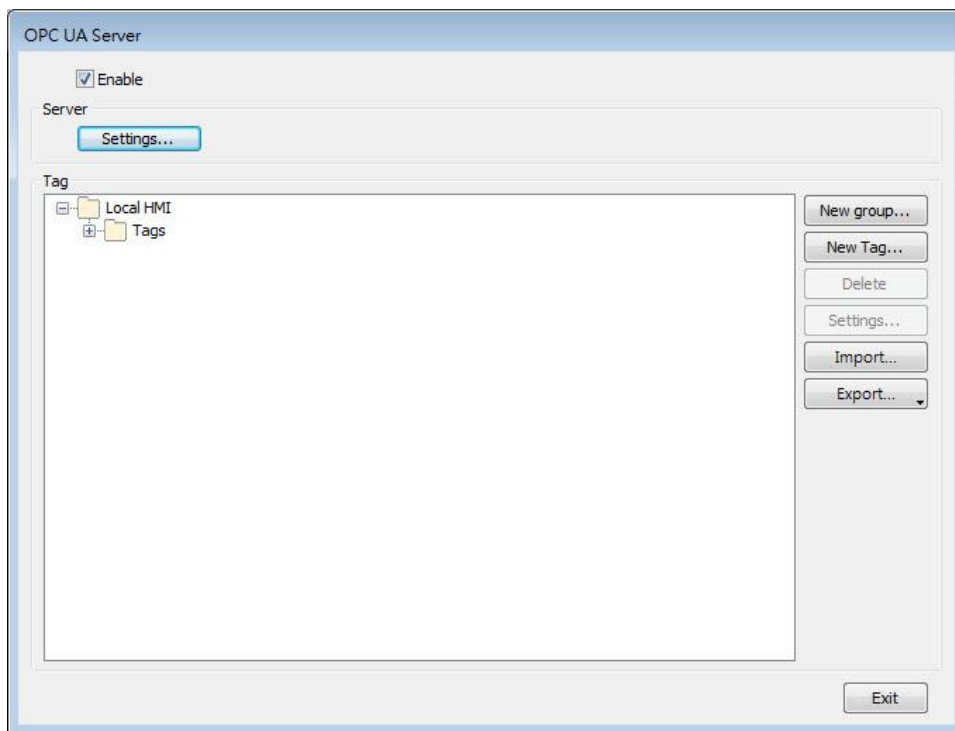 OPC UA Server
Enable
Server
Settings...
Tag
Local HMI
Tags
New group...
New Tag...
Delete
Settings...
Import...
Export...
Exit